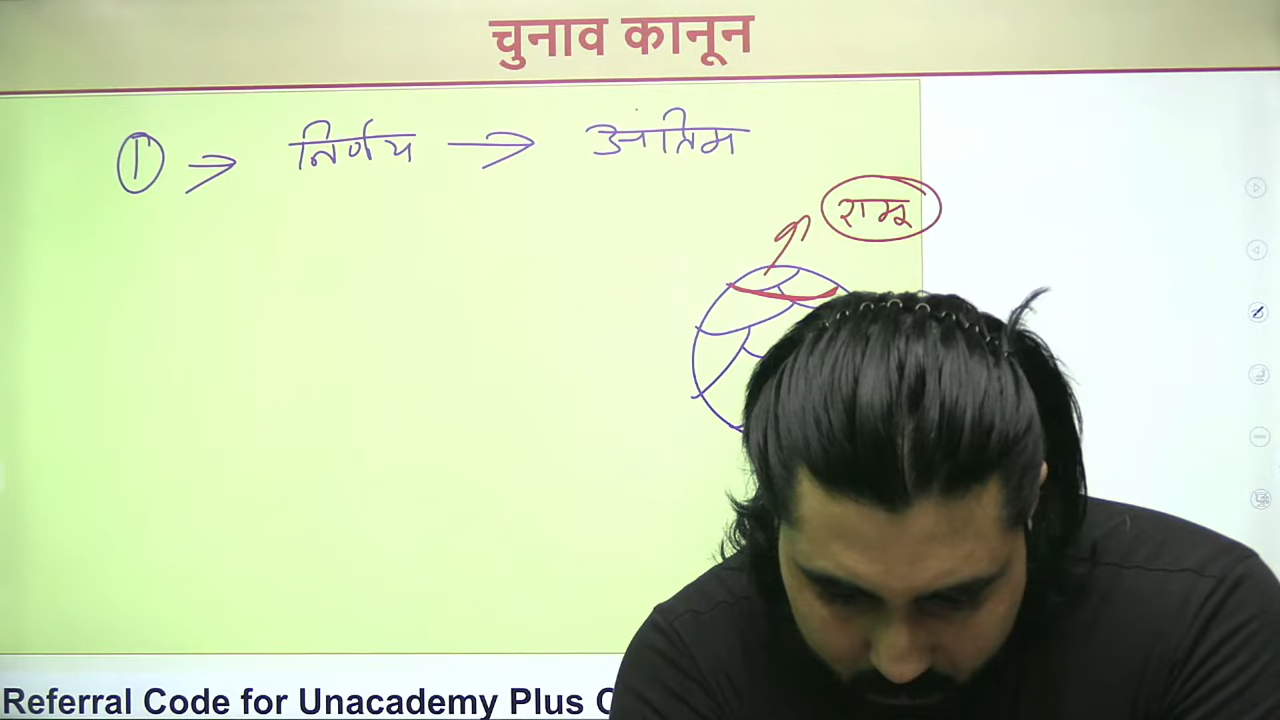 चुनाव कानून
① ⇒ निर्णय → अंतिम
रामू
Referral Code for Unacademy Plus